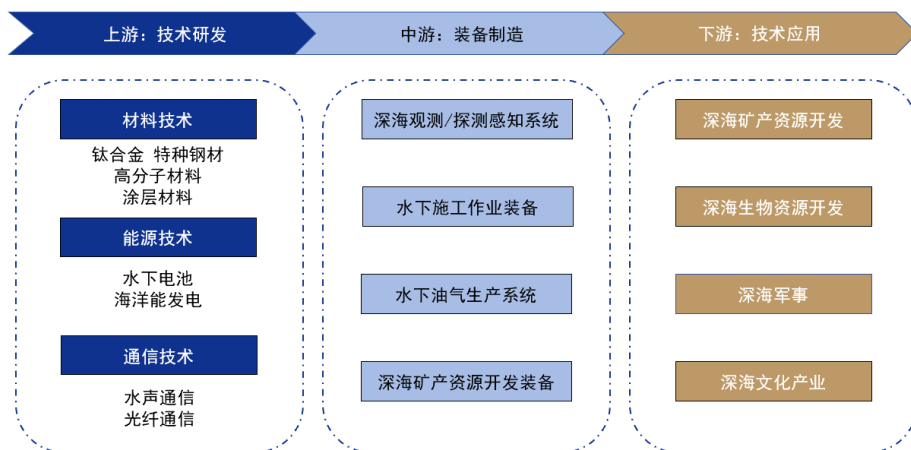 上游：技术研发
中游：装备制造
下游：技术应用
材料技术
钛合金 特种钢材
高分子材料
涂层材料
能源技术
水下电池
海洋能发电
通信技术
水声通信
光纤通信
深海观测/探测感知系统
水下施工作业装备
水下油气生产系统
深海矿产资源开发装备
深海矿产资源开发
深海生物资源开发
深海军事
深海文化产业